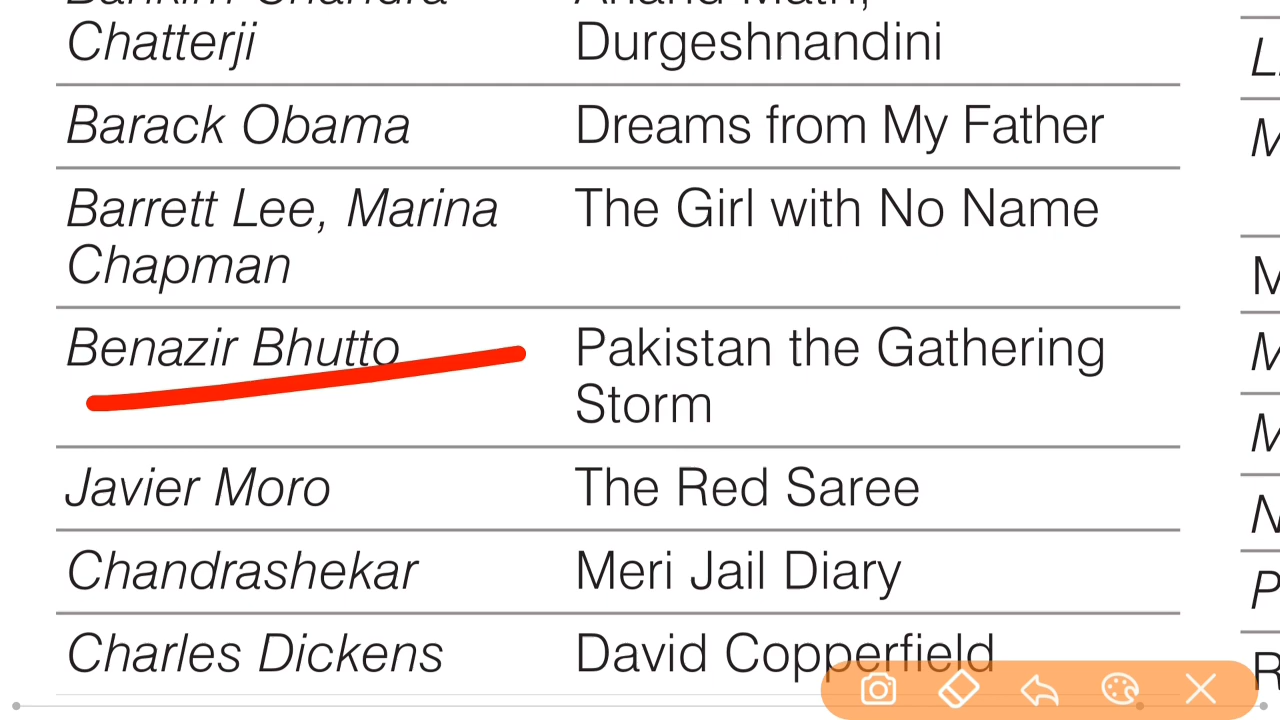 Chatterji
Durgeshnandini
Barack Obama
Dreams from My Father
Barrett Lee, Marina
Chapman
The Girl with No Name
Benazir Bhutto
Pakistan the Gathering
Storm
Javier Moro
The Red Saree
Chandrashekar
Meri Jail Diary
Charles Dickens
David Copperfield